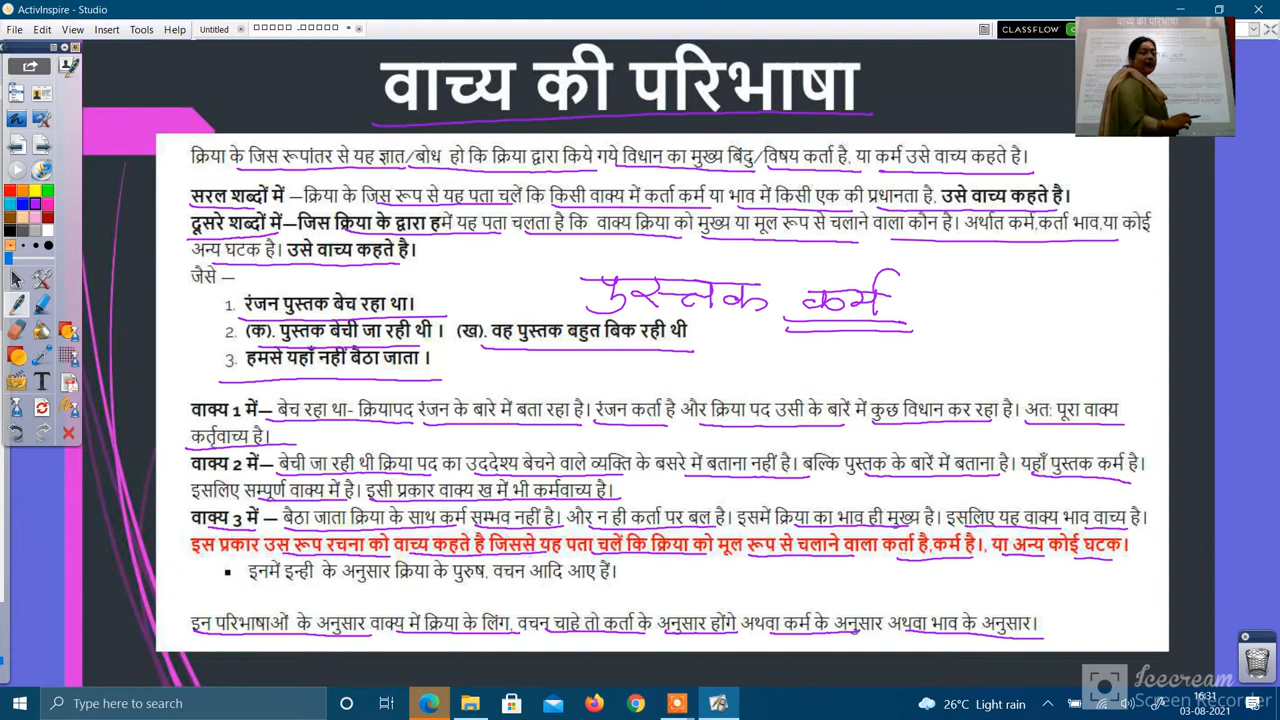 ActivInspire - Studio
File Edit View Insert Tools Help Untitled CLASSFLOW
वाच्य की परिभाषा
क्रिया के जिस रूपांतर से यह ज्ञात/बोध हो कि क्रिया द्वारा किये गये विधान का मुख्य बिंदु/विषय कर्ता है, या कर्म उसे वाच्य कहते है।
सरल शब्दों में –क्रिया के जिस रूप से यह पता चलें कि किसी वाक्य में कर्ता कर्म या भाव में किसी एक की प्रधानता है, उसे वाच्य कहते है।
दूसरे शब्दों में–जिस क्रिया के द्वारा हमें यह पता चलता है कि वाक्य क्रिया को मुख्य या मूल रूप से चलाने वाला कौन है। अर्थात कर्म,कर्ता भाव,या कोई
अन्य घटक है। उसे वाच्य कहते है।
जैसे –
1. रंजन पुस्तक बेच रहा था।
पुस्तक कर्म
2. (क). पुस्तक बेची जा रही थी । (ख). वह पुस्तक बहुत बिक रही थी
3. हमसे यहाँ नहीं बैठा जाता ।
वाक्य 1 में– बेच रहा था- क्रियापद रंजन के बारे में बता रहा है। रंजन कर्ता है और क्रिया पद उसी के बारें में कुछ विधान कर रहा है। अत: पूरा वाक्य
कर्तृवाच्य है।
वाक्य 2 में– बेची जा रही थी क्रिया पद का उददेश्य बेचने वाले व्यक्ति के बसरे में बताना नहीं है। बल्कि पुस्तक के बारें में बताना है। यहाँ पुस्तक कर्म है।
इसलिए सम्पूर्ण वाक्य में है। इसी प्रकार वाक्य ख में भी कर्मवाच्य है।
वाक्य 3 में – बैठा जाता क्रिया के साथ कर्म सम्भव नहीं है। और न ही कर्ता पर बल है। इसमें क्रिया का भाव ही मुख्य है। इसलिए यह वाक्य भाव वाच्य है।
इस प्रकार उस रूप रचना को वाच्य कहते है जिससे यह पता चलें कि क्रिया को मूल रूप से चलाने वाला कर्ता है,कर्म है।, या अन्य कोई घटक है।
▪ इनमें इन्ही के अनुसार क्रिया के पुरुष, वचन आदि आए हैं।
इन परिभाषाओं के अनुसार वाक्य में क्रिया के लिंग, वचन चाहे तो कर्ता के अनुसार होंगे अथवा कर्म के अनुसार अथवा भाव के अनुसार।
Icecream
Screen Recorder
Type here to search 26°C Light rain 16:31
03-08-2021